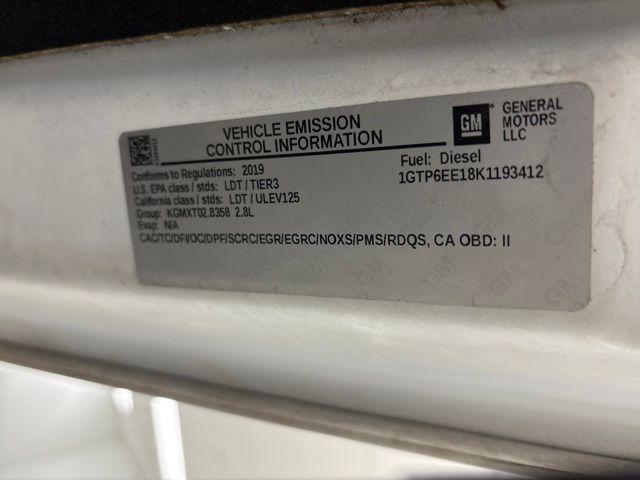 VEHICLE EMISSION
CONTROL INFORMATION
GM
GENERAL
MOTORS
LLC
Conforms to Regulations: 2019
U.S. EPA class / stds: LDT / TIER3
California class / stds: LDT / ULEV125
Group: KGMXT02.8358 2.8L
Evap: N/A
Fuel: Diesel
1GTP6EE18K1193412
CAC/TC/DFI/OC/DPF/SCRC/EGR/EGRC/NOXS/PMS/RDQS, CA OBD: II